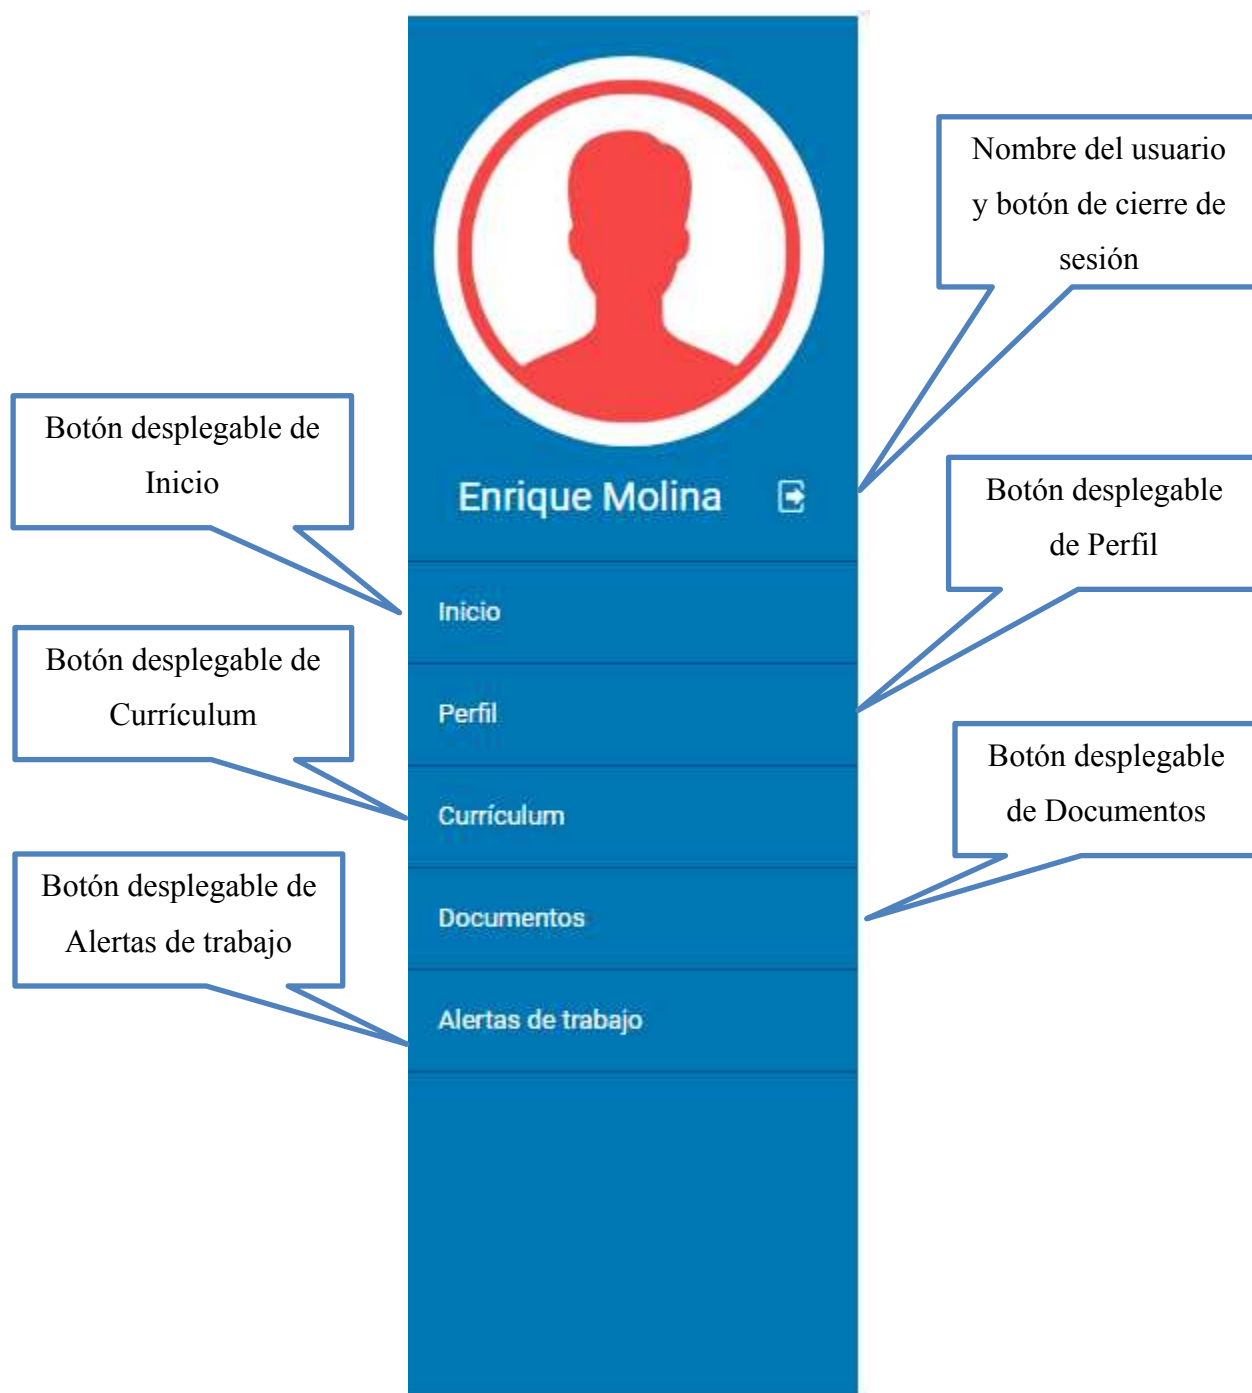 Nombre del usuario
y botón de cierre de
sesión
Botón desplegable de
Inicio
Enrique Molina
Botón desplegable
de Perfil
Inicio
Botón desplegable de
Currículum
Perfil
Botón desplegable
de Documentos
Currículum
Botón desplegable de
Alertas de trabajo
Documentos
Alertas de trabajo